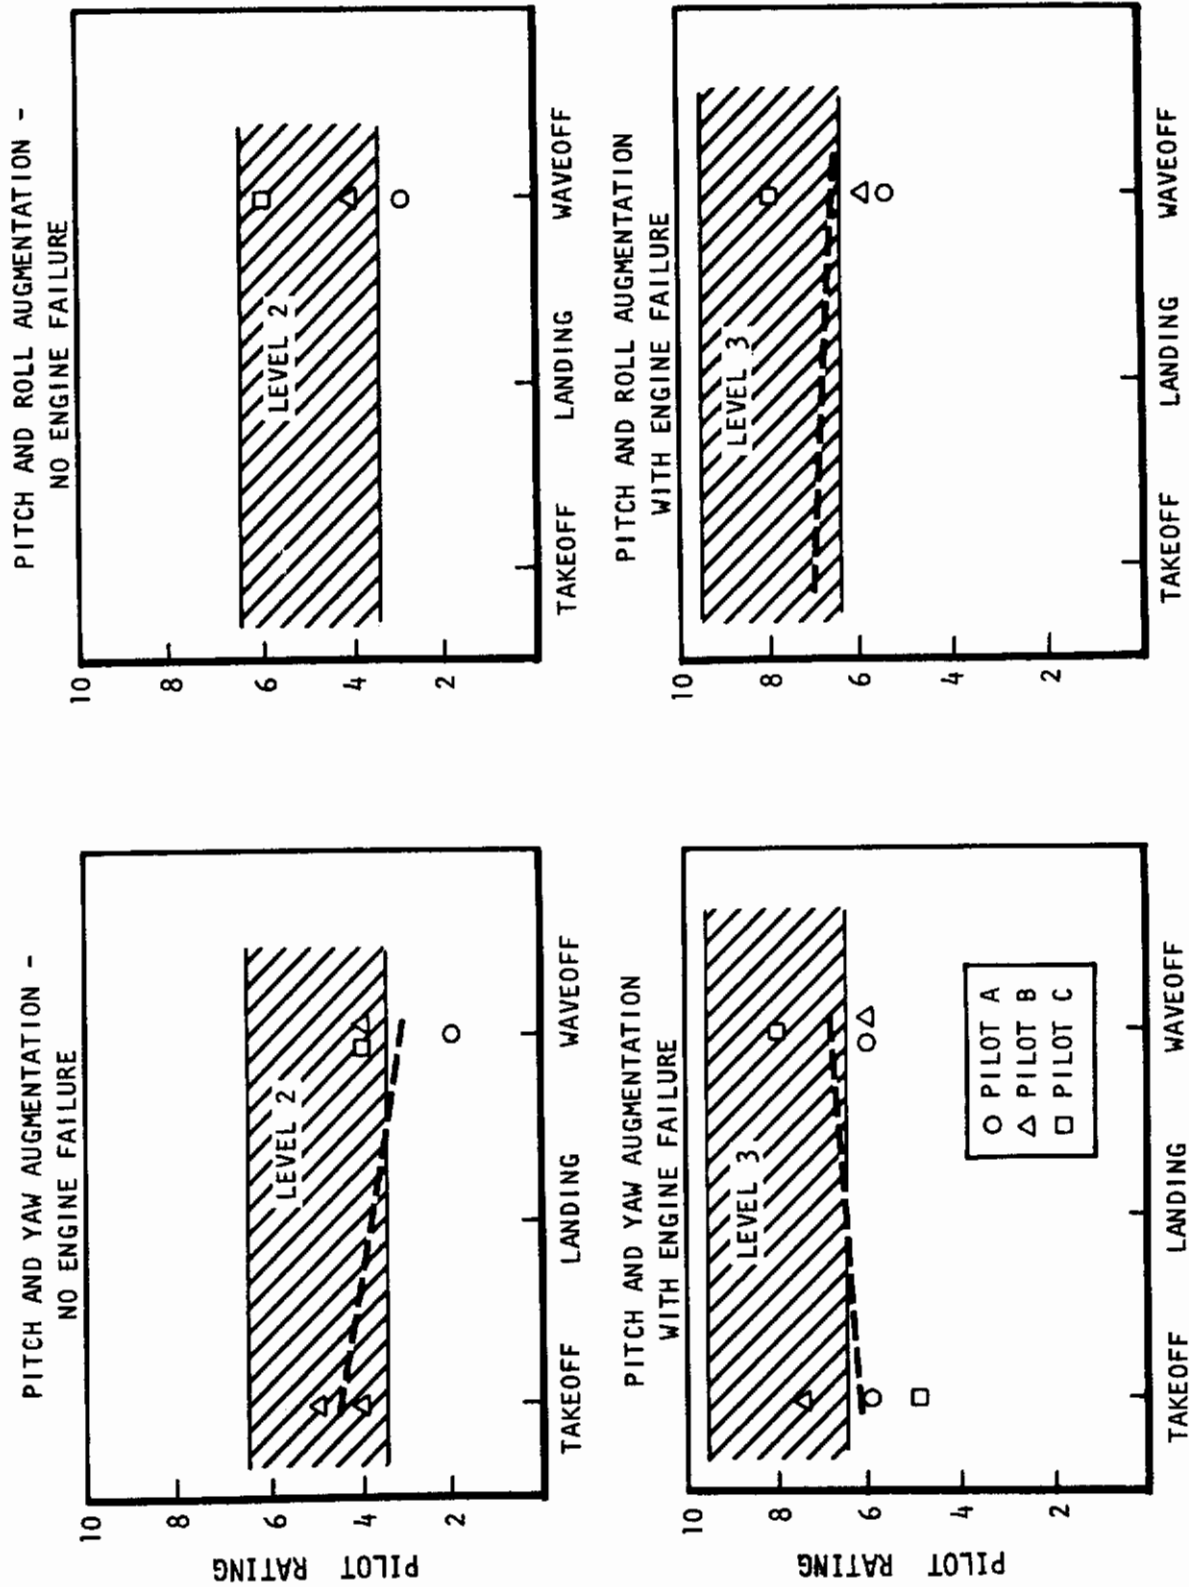 PITCH AND YAW AUGMENTATION -
NO ENGINE FAILURE
10
8
6
4
2
PILOT RATING
LEVEL 2
TAKEOFF LANDING WAVEOFF
PITCH AND ROLL AUGMENTATION -
NO ENGINE FAILURE
10
8
6
4
2
LEVEL 2
TAKEOFF LANDING WAVEOFF
PITCH AND YAW AUGMENTATION
WITH ENGINE FAILURE
10
8
6
4
2
PILOT RATING
LEVEL 3
PILOT A
PILOT B
PILOT C
TAKEOFF LANDING WAVEOFF
PITCH AND ROLL AUGMENTATION
WITH ENGINE FAILURE
10
8
6
4
2
LEVEL 3
TAKEOFF LANDING WAVEOFF